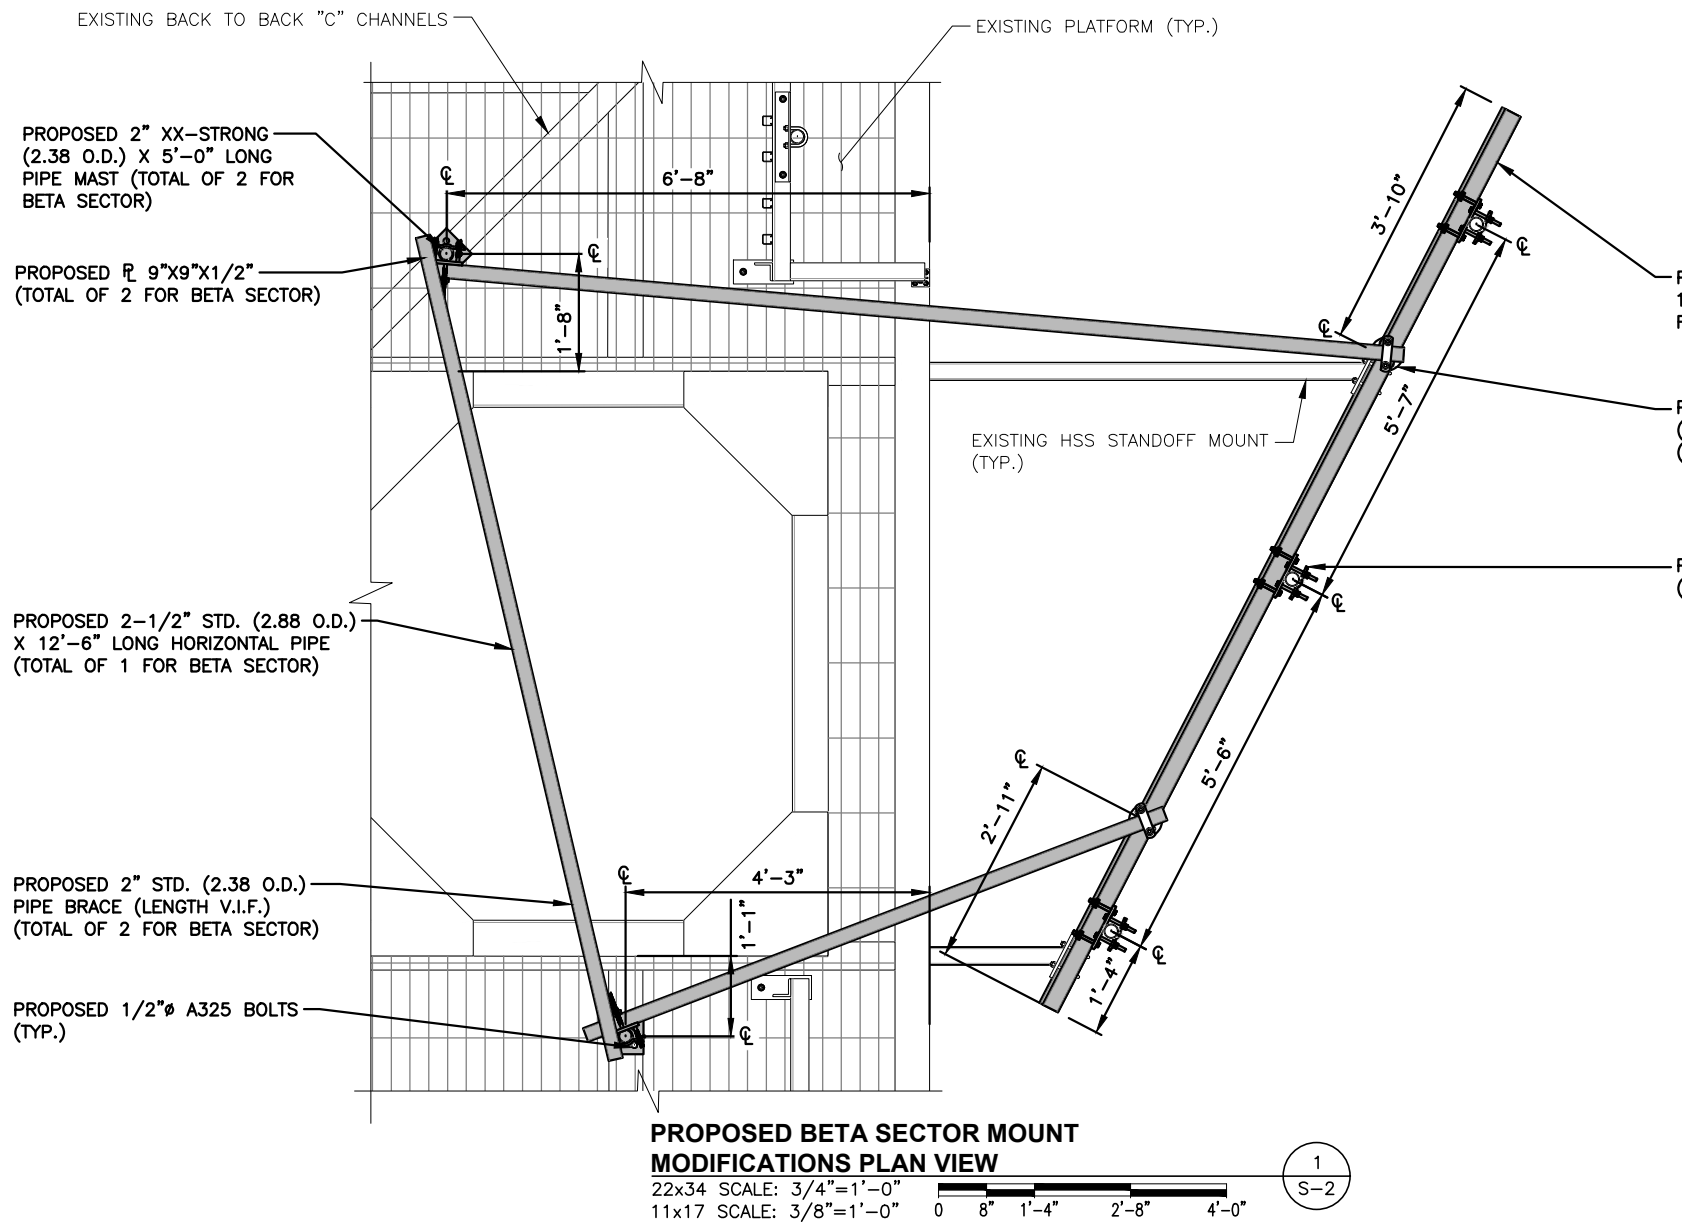 EXISTING BACK TO BACK "C" CHANNELS
EXISTING PLATFORM (TYP.)
PROPOSED 2" XX-STRONG
(2.38 O.D.) X 5'-0" LONG
PIPE MAST (TOTAL OF 2 FOR
BETA SECTOR)
℄
6'-8"
3'-10"
℄
PROPOSED ⅊ 9"X9"X1/2"
(TOTAL OF 2 FOR BETA SECTOR)
℄
1'-8"
℄
5'-7"
EXISTING HSS STANDOFF MOUNT
(TYP.)
℄
PROPOSED 2-1/2" STD. (2.88 O.D.)
X 12'-6" LONG HORIZONTAL PIPE
(TOTAL OF 1 FOR BETA SECTOR)
5'-6"
℄
2'-11"
PROPOSED 2" STD. (2.38 O.D.)
PIPE BRACE (LENGTH V.I.F.)
(TOTAL OF 2 FOR BETA SECTOR)
℄
4'-3"
1'-1"
℄
1'-4"
PROPOSED 1/2"ø A325 BOLTS
(TYP.)
℄
PROPOSED BETA SECTOR MOUNT
MODIFICATIONS PLAN VIEW
22x34 SCALE: 3/4"=1'-0"
11x17 SCALE: 3/8"=1'-0"
0 8" 1'-4" 2'-8" 4'-0"
1
S-2